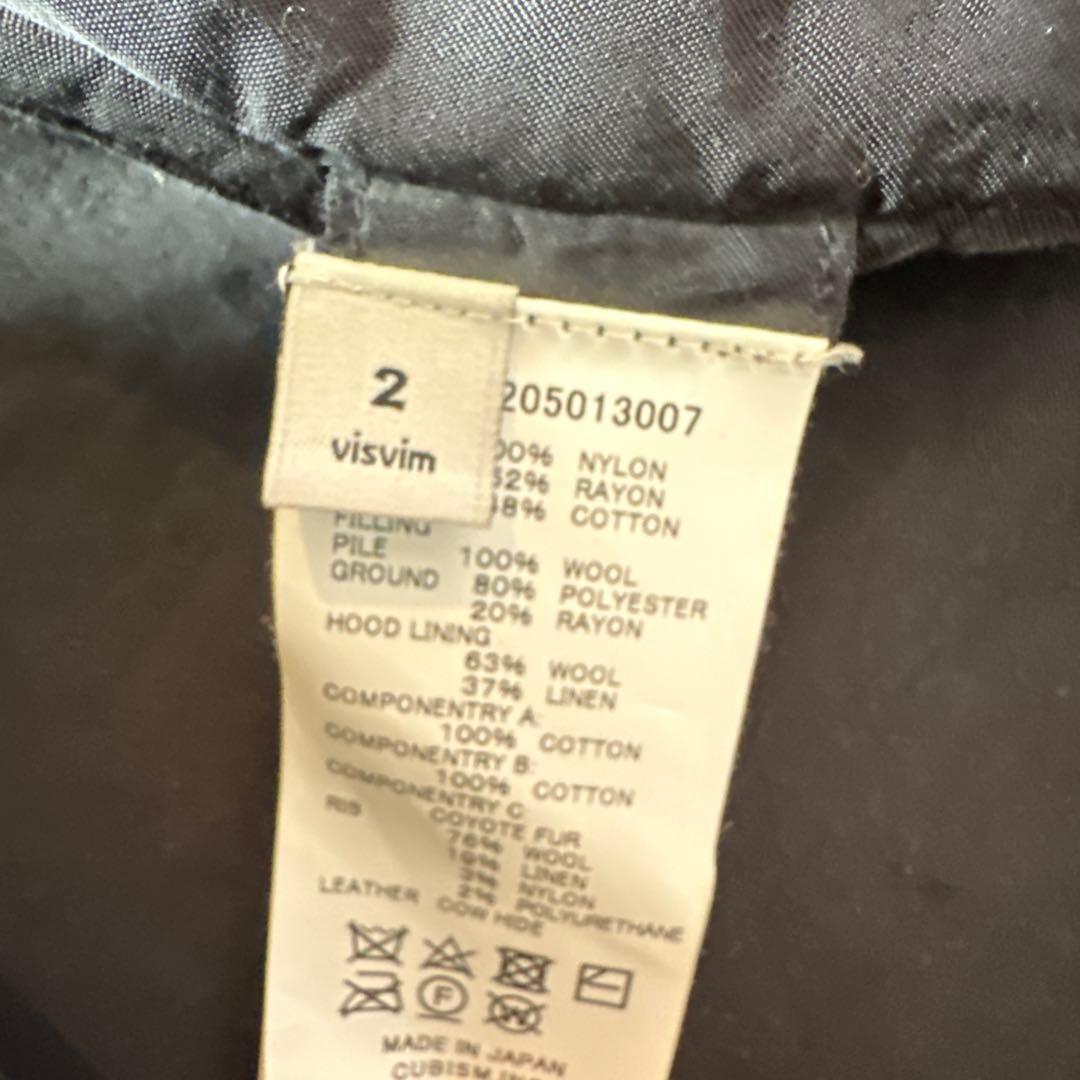 2
visvim
205013007
00% NYLON
52% RAYON
48% COTTON
FILLING
PILE 100% WOOL
GROUND 80% POLYESTER
20% RAYON
HOOD LINING
63% WOOL
37% LINEN
COMPONENTRY A:
100% COTTON
COMPONENTRY B:
100% COTTON
COMPONENTRY C:
COYOTE FUR
RIB 76% WOOL
19% LINEN
3% NYLON
2% POLYURETHANE
LEATHER COW HIDE
F
W
MADE IN JAPAN
CUBISM INC